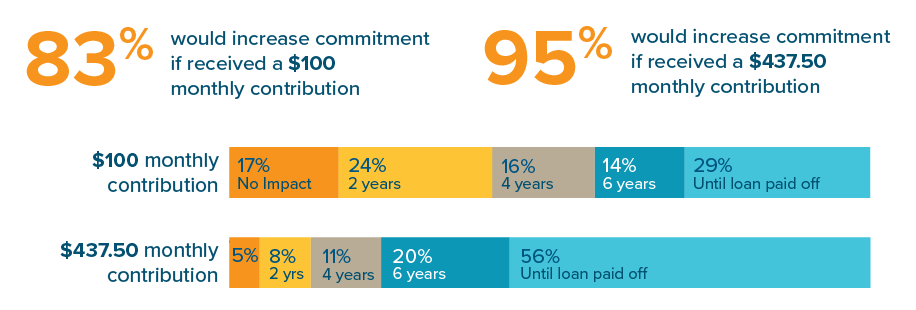 83%
would increase commitment
if received a $100
monthly contribution
95%
would increase commitment
if received a $437.50
monthly contribution
$100 monthly
contribution
17%
No Impact
24%
2 years
16%
4 years
14%
6 years
29%
Until loan paid off
$437.50 monthly
contribution
5%
8%
2 yrs
11%
4 years
20%
6 years
56%
Until loan paid off